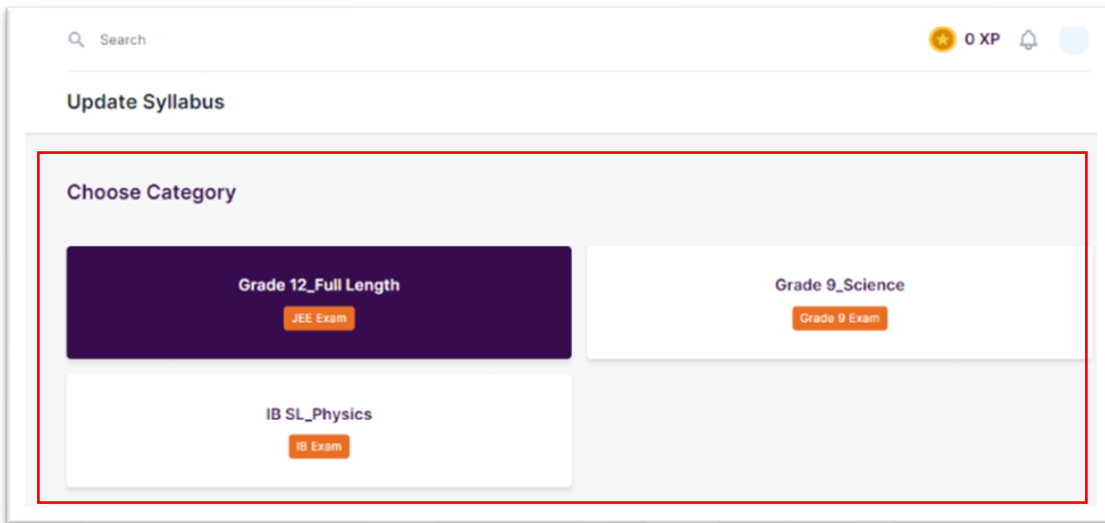 Search
0 XP
Update Syllabus
Choose Category
Grade 12_Full Length
JEE Exam
Grade 9_Science
Grade 9 Exam
IB SL_Physics
IB Exam